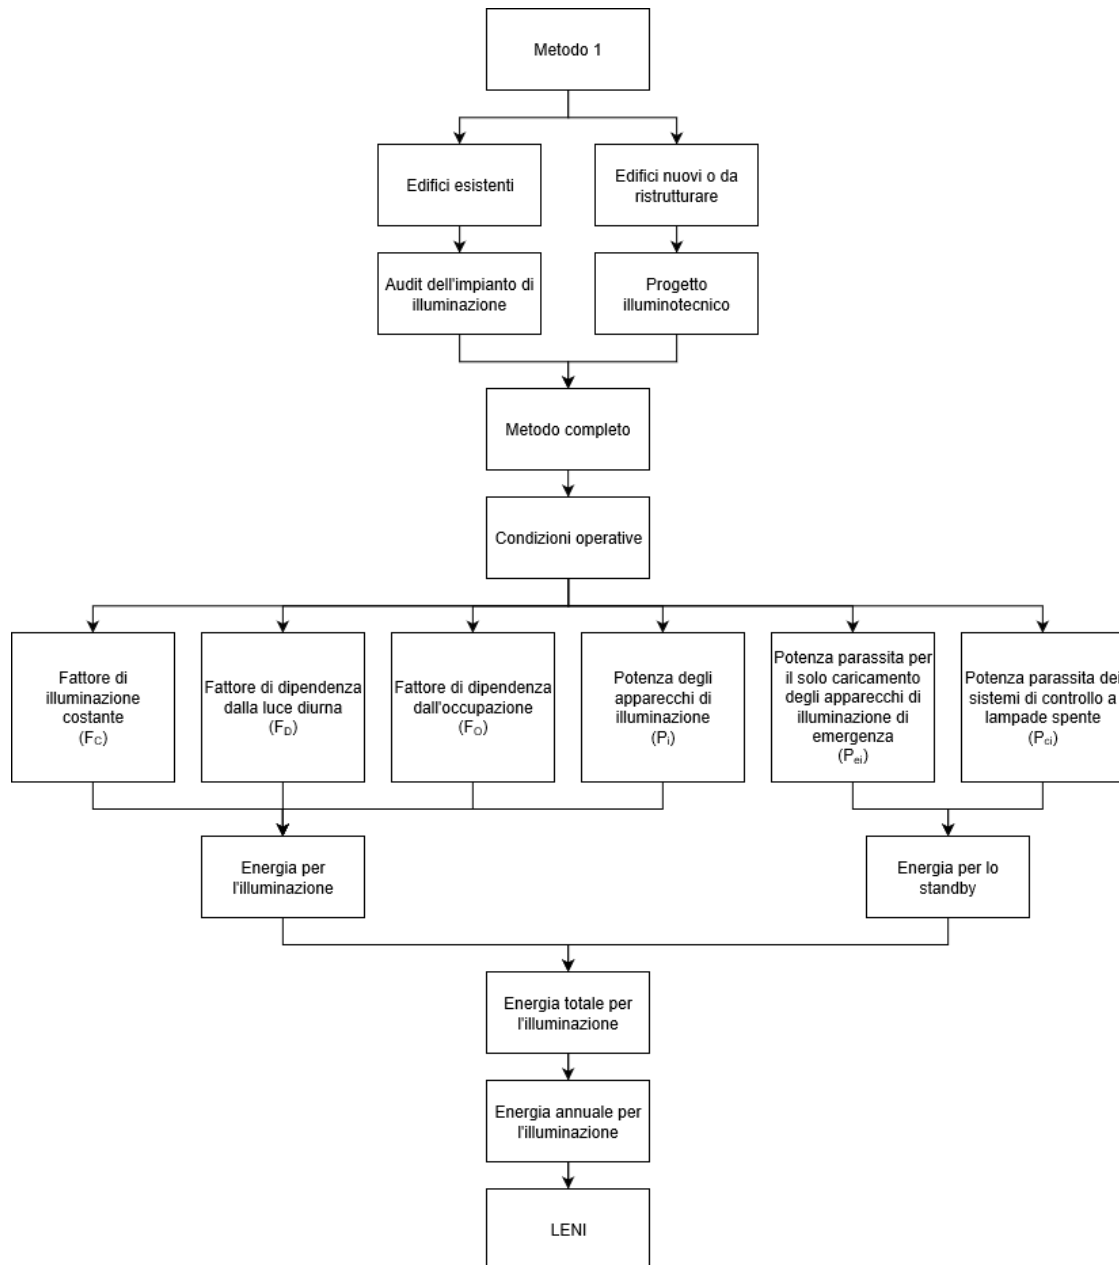 Metodo 1
Edifici esistenti
Edifici nuovi o da
ristrutturare
Audit dell'impianto di
illuminazione
Progetto
illuminotecnico
Metodo completo
Condizioni operative
Fattore di
illuminazione
costante
(FC)
Fattore di dipendenza
dalla luce diurna
(FD)
Fattore di dipendenza
dall'occupazione
(FO)
Potenza degli
apparecchi di
illuminazione
(Pi)
Potenza parassita per
il solo caricamento
degli apparecchi di
illuminazione di
emergenza
(Pei)
Potenza parassita dei
sistemi di controllo a
lampade spente
(Pci)
Energia per
l'illuminazione
Energia per lo
standby
Energia totale per
l'illuminazione
Energia annuale per
l'illuminazione
LENI